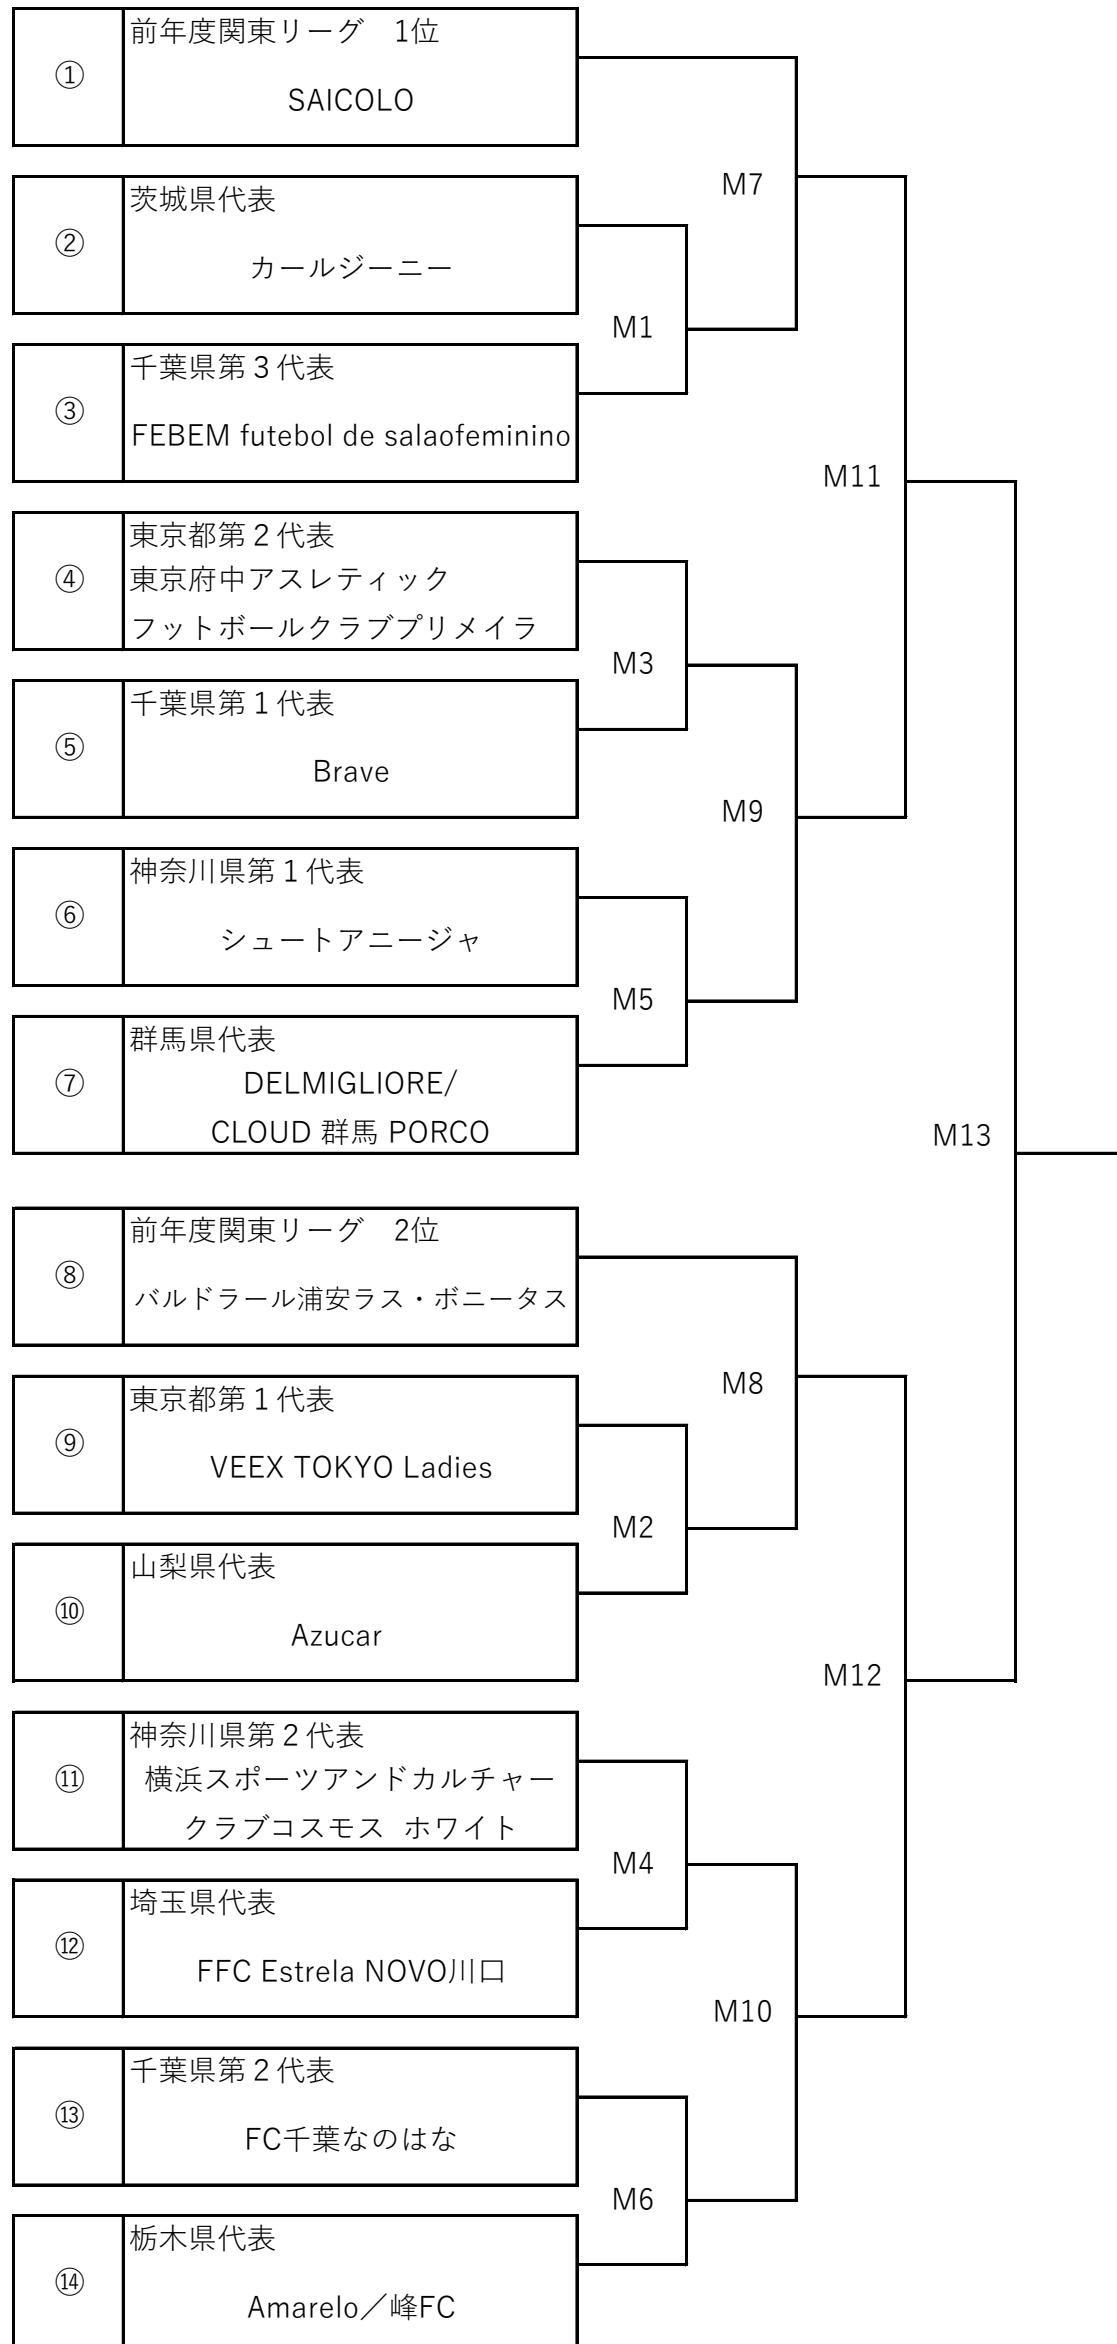 前年度関東リーグ　1位
①
SAICOLO
M7
茨城県代表
②
カールジーニー
M1
千葉県第３代表
③
FEBEM futebol de salaofeminino
M11
東京都第２代表
④
東京府中アスレティック
フットボールクラブプリメイラ
M3
千葉県第１代表
⑤
Brave
M9
神奈川県第１代表
⑥
シュートアニージャ
M5
群馬県代表
⑦
DELMIGLIORE/
CLOUD 群馬 PORCO
M13
前年度関東リーグ　2位
⑧
バルドラール浦安ラス・ボニータス
M8
東京都第１代表
⑨
VEEX TOKYO Ladies
M2
山梨県代表
⑩
Azucar
M12
神奈川県第２代表
⑪
横浜スポーツアンドカルチャー
クラブコスモス ホワイト
M4
埼玉県代表
⑫
FFC Estrela NOVO川口
M10
千葉県第２代表
⑬
FC千葉なのはな
M6
栃木県代表
⑭
Amarelo／峰FC